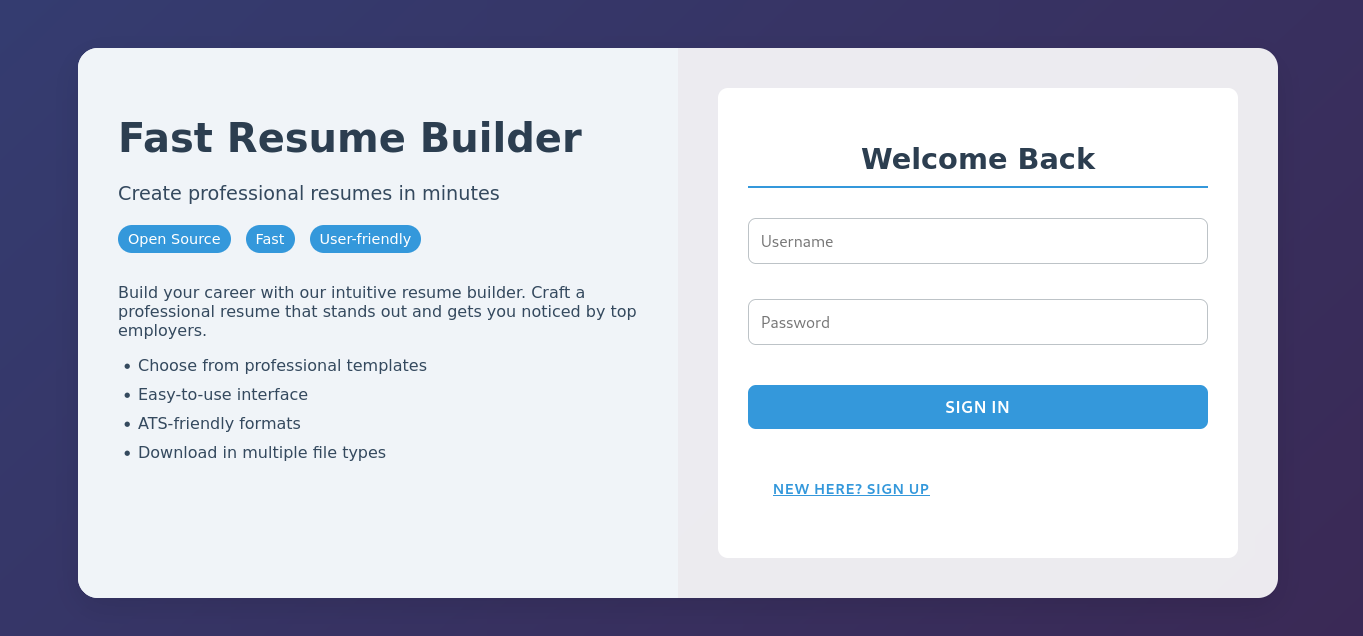 Fast Resume Builder
Create professional resumes in minutes
Open Source Fast User-friendly
Build your career with our intuitive resume builder. Craft a
professional resume that stands out and gets you noticed by top
employers.
• Choose from professional templates
• Easy-to-use interface
• ATS-friendly formats
• Download in multiple file types
Welcome Back
Username
Password
SIGN IN
NEW HERE? SIGN UP